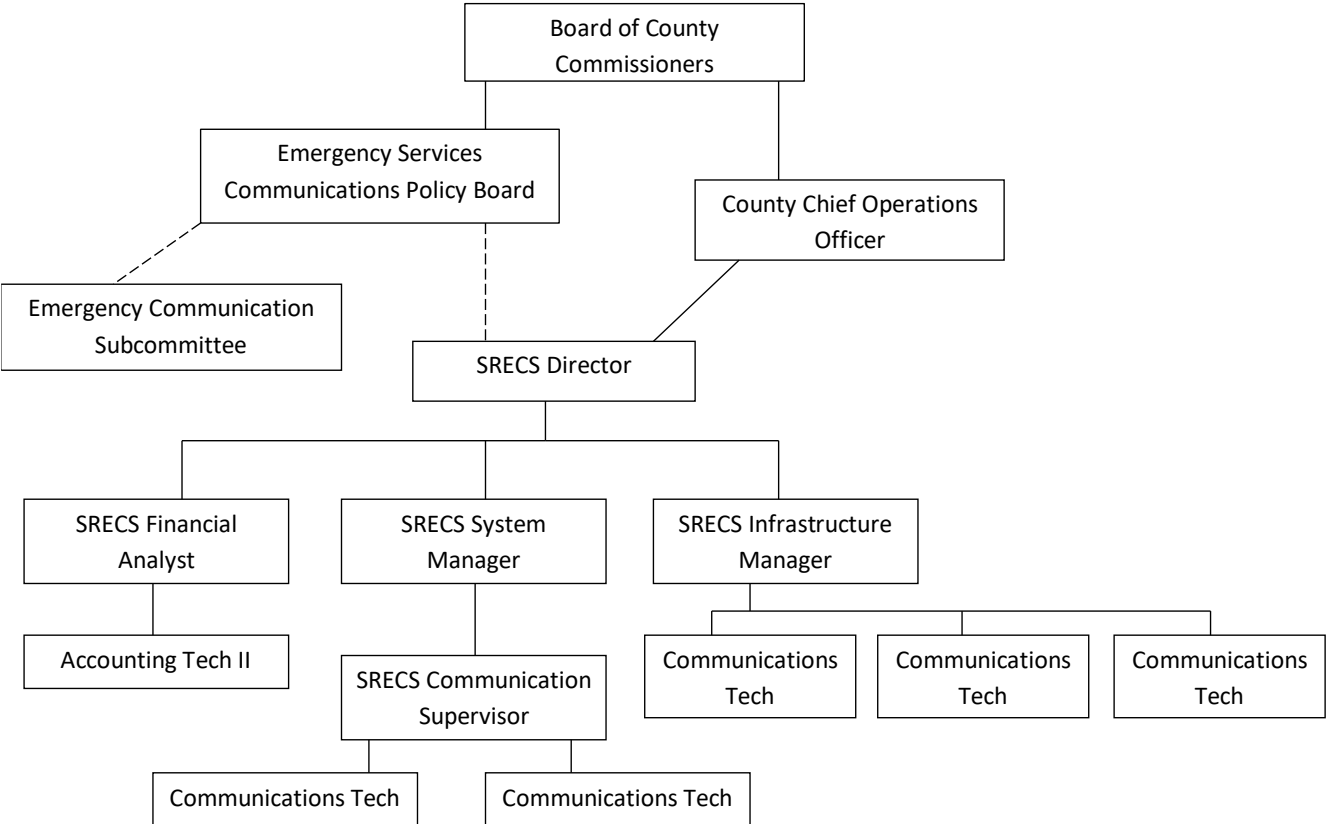 Board of County
Commissioners
Emergency Services
Communications Policy Board
County Chief Operations
Officer
Emergency Communication
Subcommittee
SRECS Director
SRECS Financial
Analyst
SRECS System
Manager
SRECS Infrastructure
Manager
Accounting Tech II
SRECS Communication
Supervisor
Communications
Tech
Communications
Tech
Communications
Tech
Communications Tech
Communications Tech